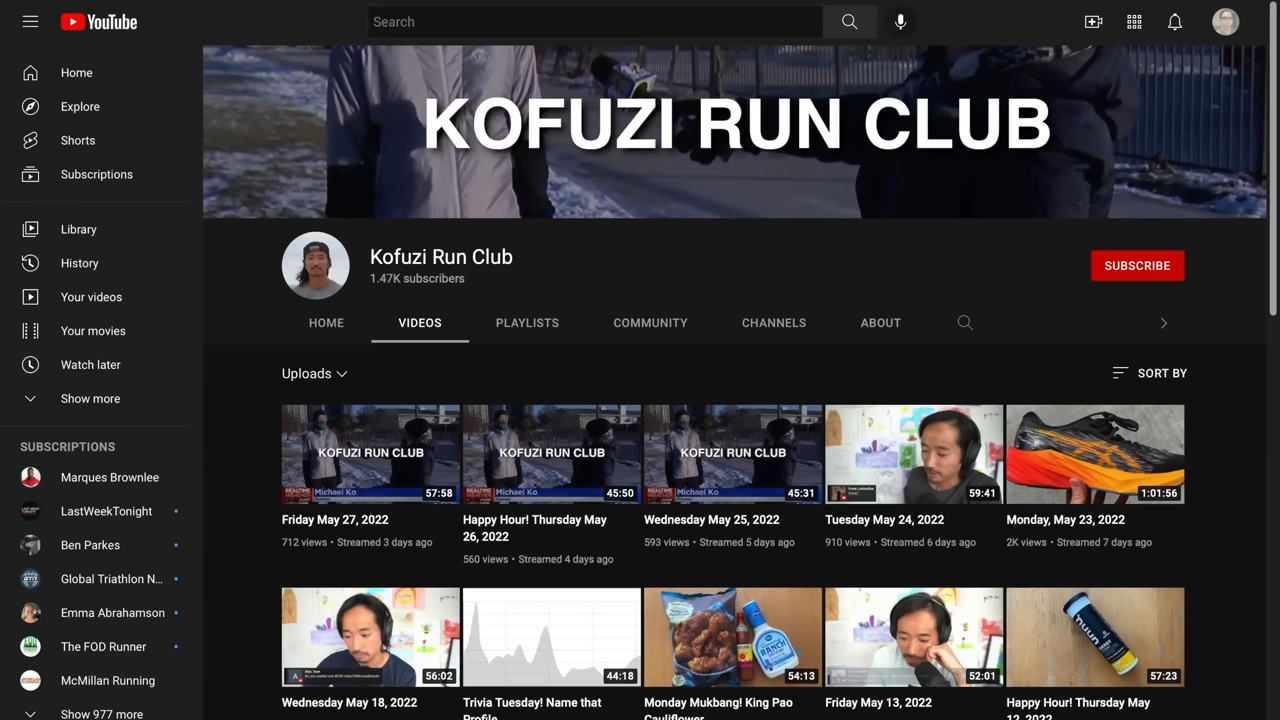 YouTube
Search
Home
Explore
Shorts
Subscriptions
Library
History
Your videos
Your movies
Watch later
Show more
SUBSCRIPTIONS
Marques Brownlee
LastWeekTonight
Ben Parkes
Global Triathlon N...
Emma Abrahamson
The FOD Runner
McMillan Running
Show 977 more
KOFUZI RUN CLUB
Kofuzi Run Club
1.47K subscribers
SUBSCRIBE
HOME VIDEOS PLAYLISTS COMMUNITY CHANNELS ABOUT
Uploads
SORT BY
KOFUZI RUN CLUB
Michael Ko
57:58
Friday May 27, 2022
712 views • Streamed 3 days ago
KOFUZI RUN CLUB
Michael Ko
45:50
Happy Hour! Thursday May
26, 2022
560 views • Streamed 4 days ago
KOFUZI RUN CLUB
Michael Ko
45:31
Wednesday May 25, 2022
593 views • Streamed 5 days ago
59:41
Tuesday May 24, 2022
910 views • Streamed 6 days ago
1:01:56
Monday, May 23, 2022
2K views • Streamed 7 days ago
56:02
Wednesday May 18, 2022
44:18
Trivia Tuesday! Name that
Profile
RANCH
54:13
Monday Mukbang! King Pao
Cauliflower
52:01
Friday May 13, 2022
nuun
57:23
Happy Hour! Thursday May
12, 2022